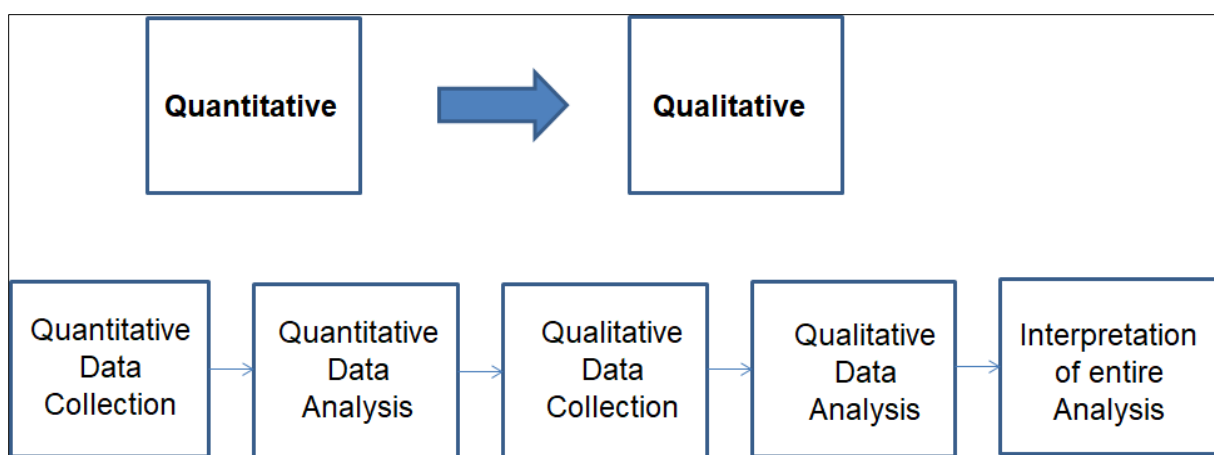 Quantitative
Qualitative
Quantitative
Data
Collection
Quantitative
Data
Analysis
Qualitative
Data
Collection
Qualitative
Data
Analysis
Interpretation
of entire
Analysis